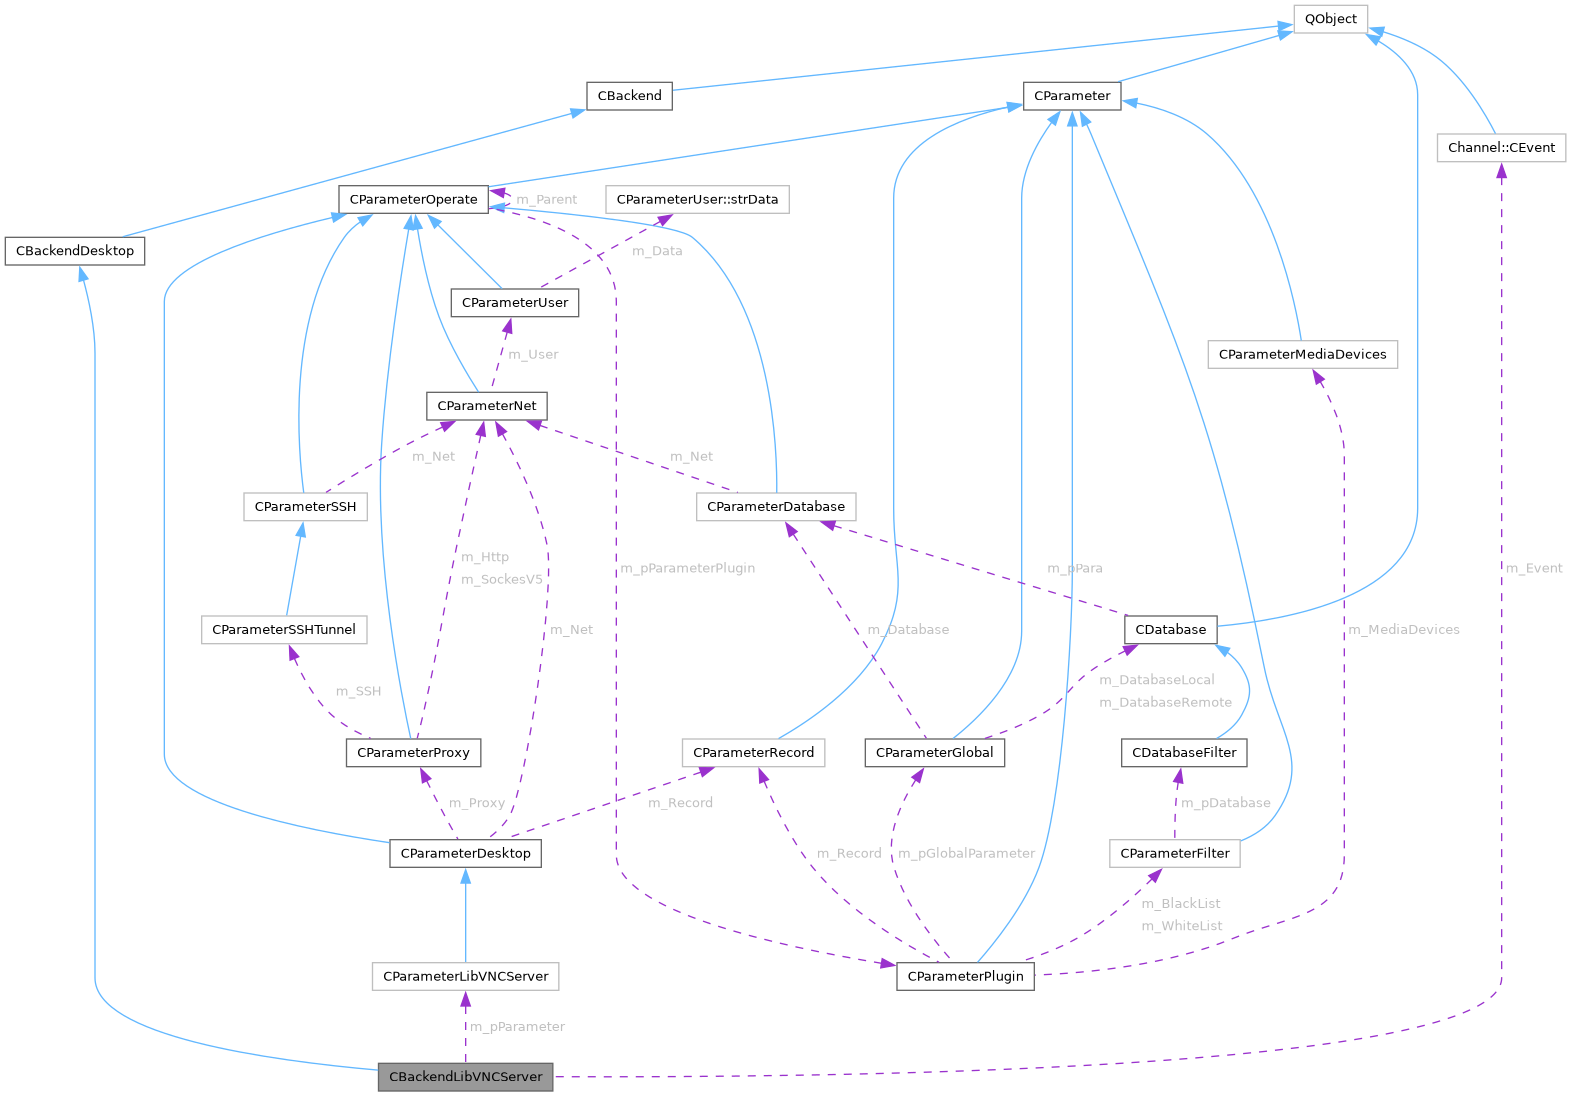 QObject
CBackend
CParameter
Channel::CEvent
CParameterOperate
m_Parent
CParameterUser::strData
CBackendDesktop
m_Data
CParameterUser
m_User
CParameterMediaDevices
CParameterNet
m_Net
m_Net
CParameterSSH
CParameterDatabase
m_Http
m_SockesV5
m_pParameterPlugin
m_pPara
m_Event
CParameterSSHTunnel
m_Net
m_Database
CDatabase
m_MediaDevices
m_SSH
m_DatabaseLocal
m_DatabaseRemote
CParameterProxy
CParameterRecord
CParameterGlobal
CDatabaseFilter
m_Proxy
m_Record
m_pDatabase
CParameterDesktop
m_Record
m_pGlobalParameter
CParameterFilter
m_BlackList
m_WhiteList
CParameterLibVNCServer
CParameterPlugin
m_pParameter
CBackendLibVNCServer